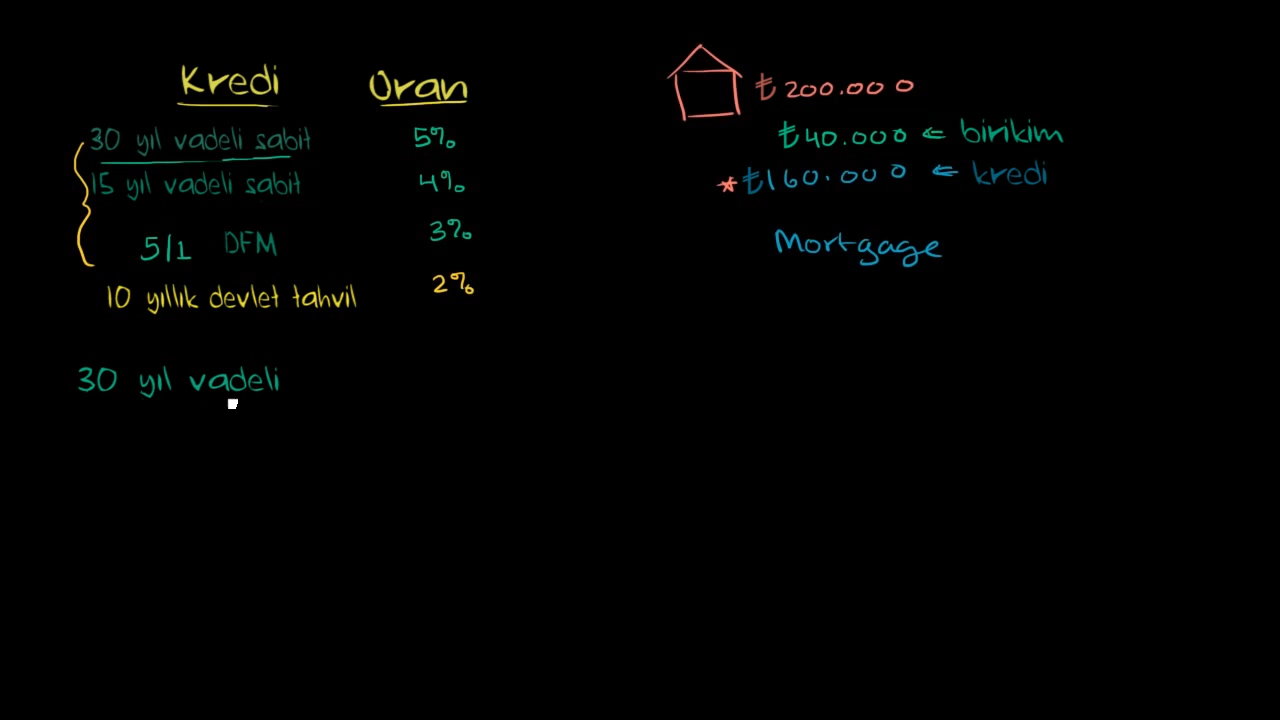 Kredi Oran
30 yıl vadeli sabit 5%
15 yıl vadeli sabit 4%
5/1 DFM 3%
10 yıllık devlet tahvil 2%
30 yıl vadeli
₺200.000
₺40.000 ← birikim
*₺160.000 ← kredi
Mortgage